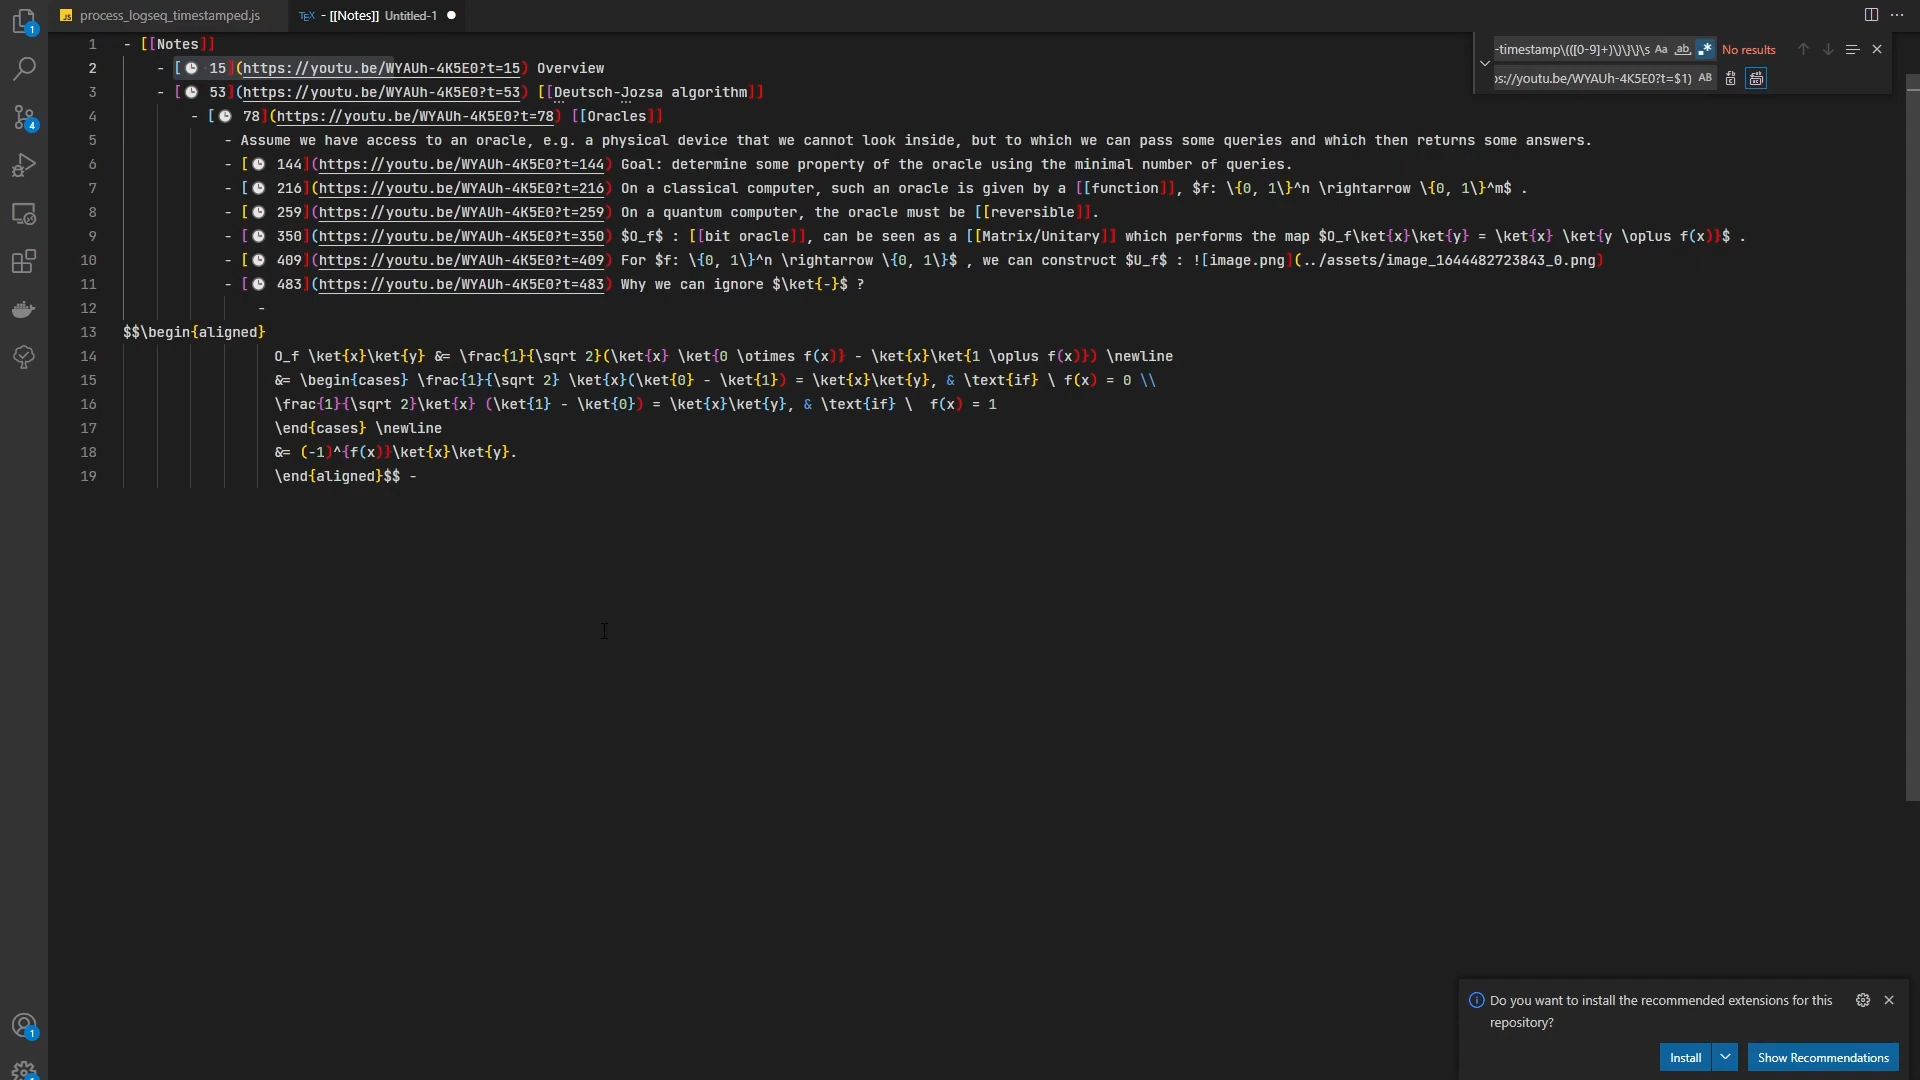 process_logseq_timestamped.js
- [[Notes]] Untitled-1
1 - [[Notes]]
2 - [🕒 15](https://youtu.be/WYAUh-4K5E0?t=15) Overview
3 - [🕒 53](https://youtu.be/WYAUh-4K5E0?t=53) [[Deutsch-Jozsa algorithm]]
4 - [🕒 78](https://youtu.be/WYAUh-4K5E0?t=78) [[Oracles]]
5 - Assume we have access to an oracle, e.g. a physical device that we cannot look inside, but to which we can pass some queries and which then returns some answers.
6 - [🕒 144](https://youtu.be/WYAUh-4K5E0?t=144) Goal: determine some property of the oracle using the minimal number of queries.
7 - [🕒 216](https://youtu.be/WYAUh-4K5E0?t=216) On a classical computer, such an oracle is given by a [[function]], $f: \{0, 1\}^n \rightarrow \{0, 1\}^m$ .
8 - [🕒 259](https://youtu.be/WYAUh-4K5E0?t=259) On a quantum computer, the oracle must be [[reversible]].
9 - [🕒 350](https://youtu.be/WYAUh-4K5E0?t=350) $O_f$ : [[bit oracle]], can be seen as a [[Matrix/Unitary]] which performs the map $O_f\ket{x}\ket{y} = \ket{x} \ket{y \oplus f(x)}$ .
10 - [🕒 409](https://youtu.be/WYAUh-4K5E0?t=409) For $f: \{0, 1\}^n \rightarrow \{0, 1\}$ , we can construct $U_f$ : ![image.png](../assets/image_1644482723843_0.png)
11 - [🕒 483](https://youtu.be/WYAUh-4K5E0?t=483) Why we can ignore $\ket{-}$ ?
12 -
13 $$\begin{aligned}
14 O_f \ket{x}\ket{y} &= \frac{1}{\sqrt 2}(\ket{x} \ket{0 \otimes f(x)} - \ket{x}\ket{1 \oplus f(x)}) \newline
15 &= \begin{cases} \frac{1}{\sqrt 2} \ket{x}(\ket{0} - \ket{1}) = \ket{x}\ket{y}, & \text{if} \ f(x) = 0 \\
16 \frac{1}{\sqrt 2}\ket{x} (\ket{1} - \ket{0}) = \ket{x}\ket{y}, & \text{if} \  f(x) = 1
17 \end{cases} \newline
18 &= (-1)^{f(x)}\ket{x}\ket{y}.
19 \end{aligned}$$ -
-timestamp\(([0-9]+)\)\}\}\s Aa ab .* No results
os://youtu.be/WYAUh-4K5E0?t=$1) AB
1
4
Do you want to install the recommended extensions for this
repository?
Install
Show Recommendations
1